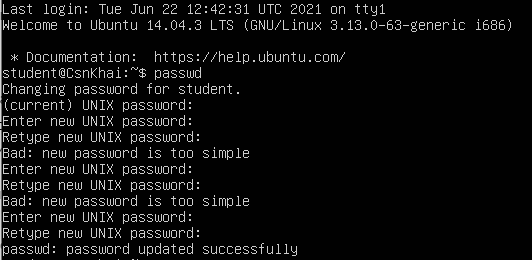 Last login: Tue Jun 22 12:42:31 UTC 2021 on tty1
Welcome to Ubuntu 14.04.3 LTS (GNU/Linux 3.13.0-63-generic i686)
* Documentation:  https://help.ubuntu.com/
student@CsnKhai:~$ passwd
Changing password for student.
(current) UNIX password:
Enter new UNIX password:
Retype new UNIX password:
Bad: new password is too simple
Enter new UNIX password:
Retype new UNIX password:
Bad: new password is too simple
Enter new UNIX password:
Retype new UNIX password:
passwd: password updated successfully